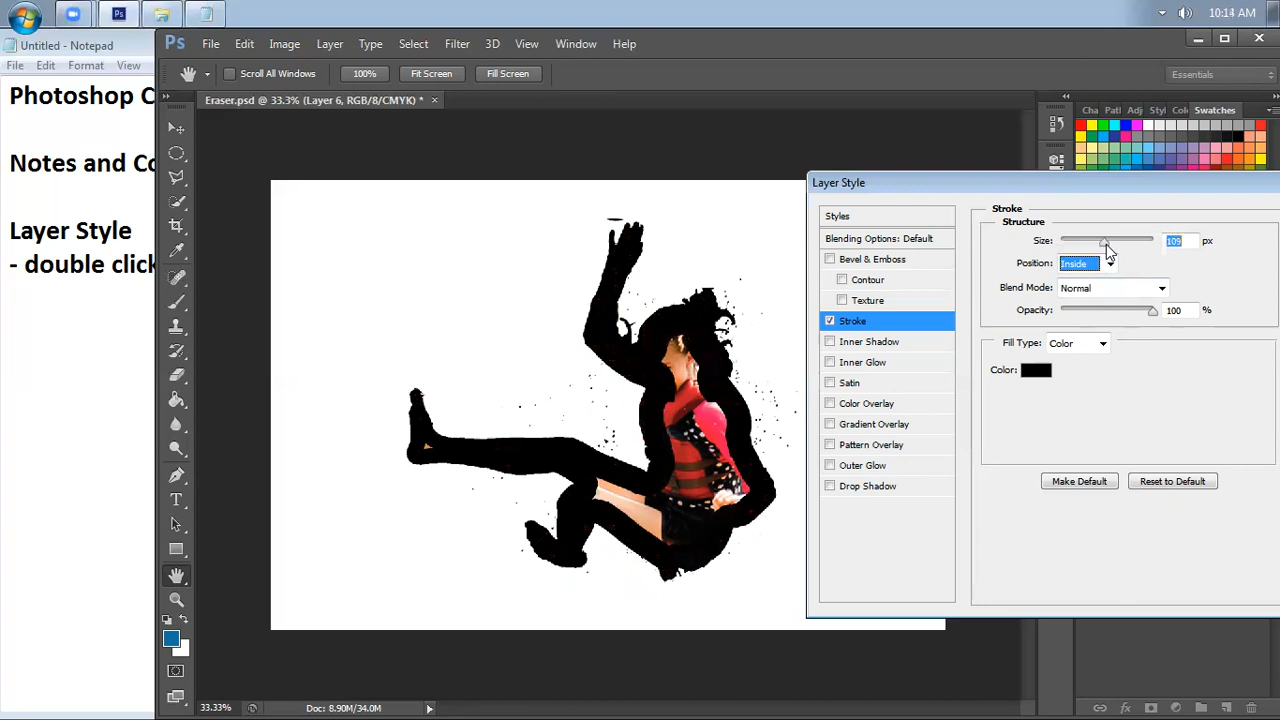 10:14 AM
Untitled - Notepad
File Edit Format View
Photoshop C
Notes and Co
Layer Style
- double click
Ps File Edit Image Layer Type Select Filter 3D View Window Help
Scroll All Windows 100% Fit Screen Fill Screen Essentials
Eraser.psd @ 33.3% (Layer 6, RGB/8/CMYK) * ×
Cha Patl Adj Styl Colo Swatches
Layer Style
Styles
Blending Options: Default
Bevel & Emboss
Contour
Texture
Stroke
Inner Shadow
Inner Glow
Satin
Color Overlay
Gradient Overlay
Pattern Overlay
Outer Glow
Drop Shadow
Stroke
Structure
Size: 109 px
Position: Inside
Blend Mode: Normal
Opacity: 100 %
Fill Type: Color
Color:
Make Default Reset to Default
33.33% Doc: 8.90M/34.0M
fx